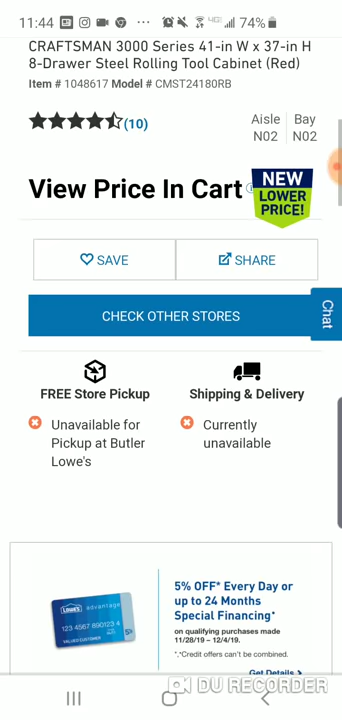 11:44 74%
CRAFTSMAN 3000 Series 41-in W x 37-in H
8-Drawer Steel Rolling Tool Cabinet (Red)
Item # 1048617 Model # CMST24180RB
(10)
Aisle Bay
N02 N02
View Price In Cart
NEW
LOWER
PRICE!
SAVE
SHARE
CHECK OTHER STORES
Chat
FREE Store Pickup
Unavailable for
Pickup at Butler
Lowe's
Shipping & Delivery
Currently
unavailable
LOWE'S advantage
123 4567 890123 4
VALUED CUSTOMER
5%
5% OFF* Every Day or
up to 24 Months
Special Financing*
on qualifying purchases made
11/28/19 – 12/4/19.
*,*Credit offers can't be combined.
Get Details
DU RECORDER